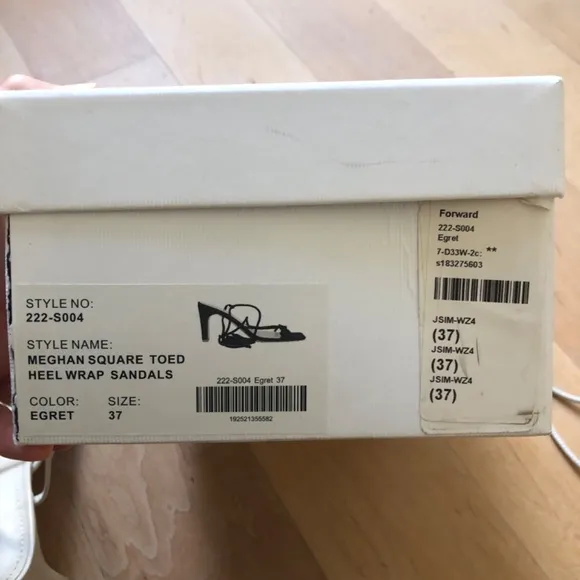 STYLE NO:
222-S004
STYLE NAME:
MEGHAN SQUARE TOED
HEEL WRAP SANDALS
COLOR: SIZE:
EGRET 37
222-S004 Egret 37
192521355582
Forward
222-S004
Egret
7-D33W-2c: **
s183275603
JSIM-WZ4
(37)
JSIM-WZ4
(37)
JSIM-WZ4
(37)